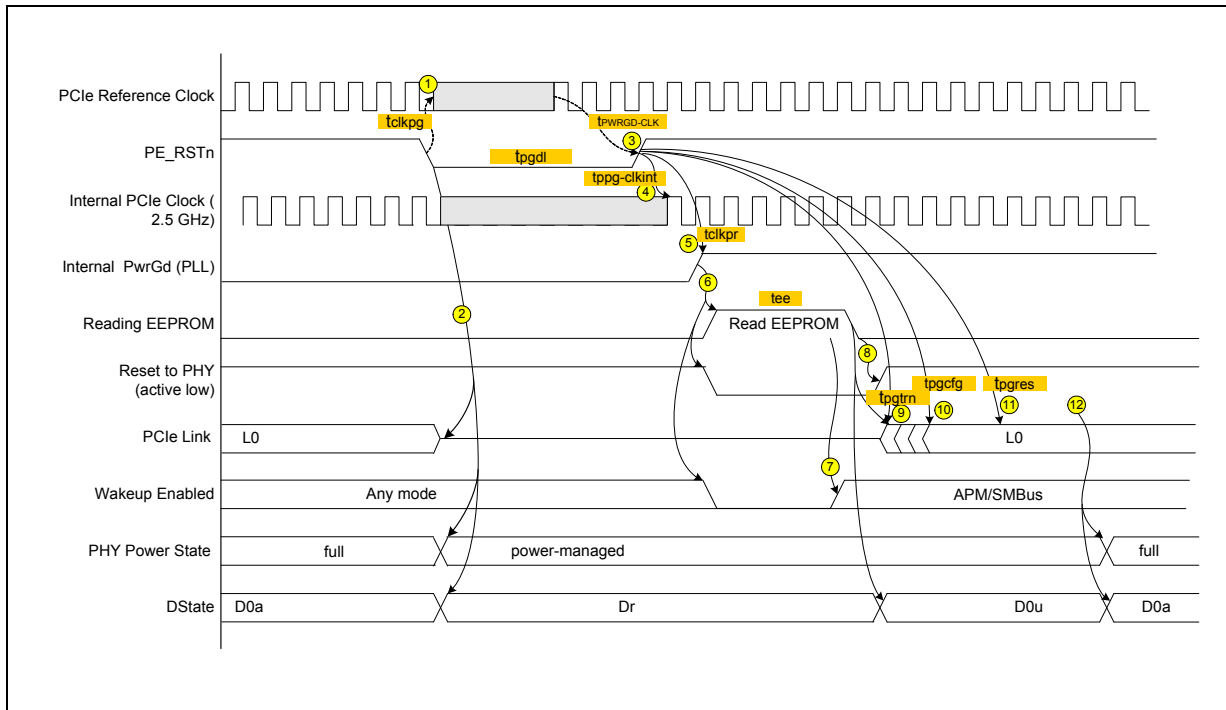 1
PCIe Reference Clock
tclkpg
tPWRGD-CLK
3
PE_RSTn
tpgdl
tppg-clkint
4
Internal PCIe Clock (
2.5 GHz)
tclkpr
5
Internal PwrGd (PLL)
6
tee
2
Reading EEPROM
Read EEPROM
8
Reset to PHY
(active low)
tpgcfg
tpgres
tpgtrn
9
10
11
12
PCIe Link
L0
L0
7
Wakeup Enabled
Any mode
APM/SMBus
PHY Power State
full
power-managed
full
DState
D0a
Dr
D0u
D0a